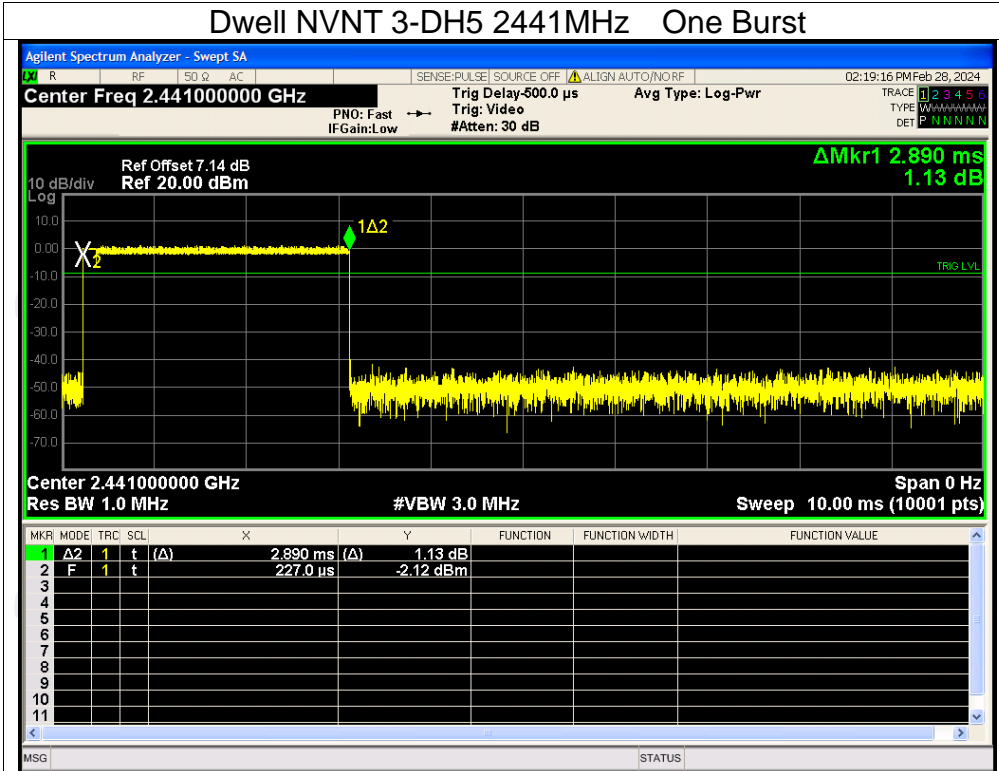 Dwell NVNT 3-DH5 2441MHz One Burst
Agilent Spectrum Analyzer - Swept SA
LXI R RF 50 Ω AC SENSE:PULSE SOURCE OFF ALIGN AUTO/NO RF 02:19:16 PM Feb 28, 2024
Center Freq 2.441000000 GHz
PNO: Fast
IFGain:Low
Trig Delay-500.0 µs
Trig: Video
#Atten: 30 dB
Avg Type: Log-Pwr
TRACE 1 2 3 4 5 6
TYPE WWWWWW
DET P N N N N N
ΔMkr1 2.890 ms
1.13 dB
Ref Offset 7.14 dB
10 dB/div Ref 20.00 dBm
Log
10.0
0.00
-10.0
-20.0
-30.0
-40.0
-50.0
-60.0
-70.0
1Δ2
2
TRIG LVL
Center 2.441000000 GHz Span 0 Hz
Res BW 1.0 MHz #VBW 3.0 MHz Sweep 10.00 ms (10001 pts)
MKR MODE TRC SCL X Y FUNCTION FUNCTION WIDTH FUNCTION VALUE
1 Δ2 1 t (Δ) 2.890 ms (Δ) 1.13 dB
2 F 1 t 227.0 µs -2.12 dBm
3
4
5
6
7
8
9
10
11
MSG STATUS